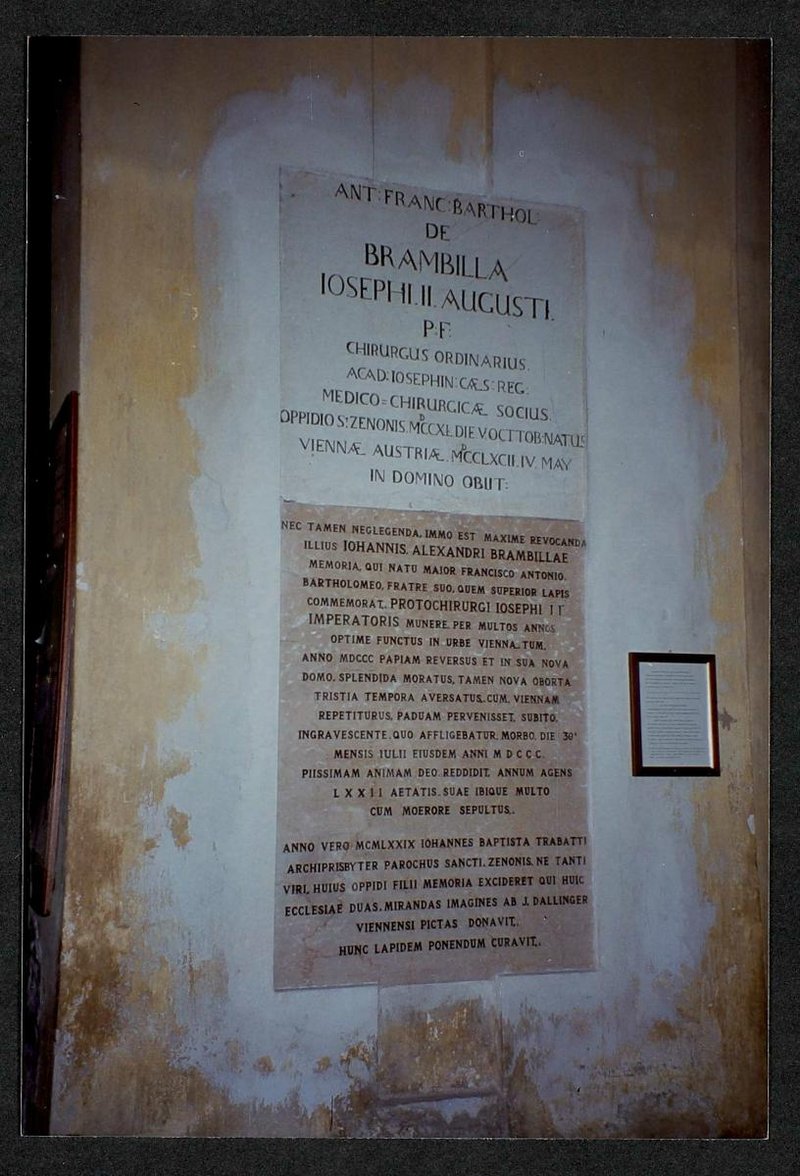 ANT: FRANC: BARTHOL:
DE
BRAMBILLA
IOSEPHI. II. AUGUSTI.
P·F.
CHIRURGUS ORDINARIUS.
ACAD: IOSEPHIN: CÆS: REG:
MEDICO=CHIRURGICÆ SOCIUS.
OPPIDIO S: ZENONIS. MDCCXL DIE V. OCTTOB: NATUS
VIENNÆ AUSTRIÆ. MDCCLXCII. IV. MAY
IN DOMINO OBIIT:
NEC TAMEN NEGLEGENDA. IMMO EST MAXIME REVOCANDA
ILLIUS IOHANNIS. ALEXANDRI BRAMBILLAE
MEMORIA. QUI NATU MAIOR FRANCISCO ANTONIO.
BARTHOLOMEO. FRATRE SUO. QUEM SUPERIOR LAPIS
COMMEMORAT. PROTOCHIRURGI IOSEPHI II
IMPERATORIS MUNERE PER MULTOS ANNOS
OPTIME FUNCTUS IN URBE VIENNA. TUM.
ANNO MDCCC PAPIAM REVERSUS ET IN SUA NOVA
DOMO. SPLENDIDA MORATUS. TAMEN NOVA OBORTA
TRISTIA TEMPORA AVERSATUS. CUM. VIENNAM
REPETITURUS. PADUAM PERVENISSET. SUBITO.
INGRAVESCENTE. QUO AFFLIGEBATUR. MORBO. DIE 30°
MENSIS IULII EIUSDEM ANNI M D C C C.
PIISSIMAM ANIMAM DEO REDDIDIT. ANNUM AGENS
L X X I I AETATIS. SUAE IBIQUE MULTO
CUM MOERORE SEPULTUS.
ANNO VERO MCMLXXIX IOHANNES BAPTISTA TRABATTI
ARCHIPRISBYTER PAROCHUS SANCTI. ZENONIS. NE TANTI
VIRI. HUIUS OPPIDI FILII MEMORIA EXCIDERET QUI HUIC
ECCLESIAE DUAS. MIRANDAS IMAGINES AB J. DALLINGER
VIENNENSI PICTAS DONAVIT.
HUNC LAPIDEM PONENDUM CURAVIT.